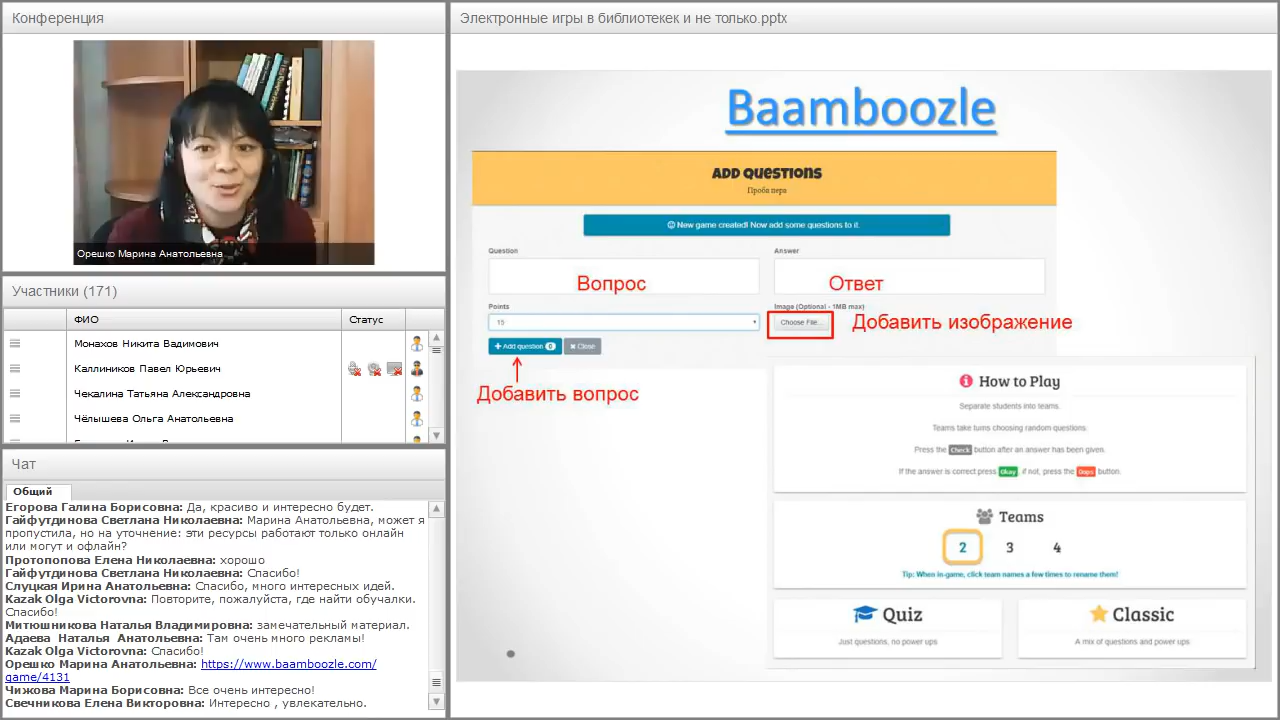 Конференция
Орешко Марина Анатольевна
Участники (171)
ФИО
Статус
Монахов Никита Вадимович
Каллиников Павел Юрьевич
Чекалина Татьяна Александровна
Чёлышева Ольга Анатольевна
Чат
Общий
Егорова Галина Борисовна: Да, красиво и интересно будет.
Гайфутдинова Светлана Николаевна: Марина Анатольевна, может я
пропустила, но на уточнение: эти ресурсы работают только онлайн
или могут и офлайн?
Протопопова Елена Николаевна: хорошо
Гайфутдинова Светлана Николаевна: Спасибо!
Слуцкая Ирина Анатольевна: Спасибо, много интересных идей.
Kazak Olga Victorovna: Повторите, пожалуйста, где найти обучалки.
Спасибо!
Митюшникова Наталья Владимировна: замечательный материал.
Адаева Наталья Анатольевна: Там очень много рекламы!
Kazak Olga Victorovna: Спасибо!
Орешко Марина Анатольевна: https://www.baamboozle.com/
game/4131
Чижова Марина Борисовна: Все очень интересно!
Свечникова Елена Викторовна: Интересно , увлекательно.
Электронные игры в библиотекек и не только.pptx
Baamboozle
ADD QUESTIONS
Проба пера
New game created! Now add some questions to it.
Question
Answer
Вопрос
Ответ
Points
Image (Optional - 1MB max)
15
Choose File...
Добавить изображение
Add question 0
Close
Добавить вопрос
How to Play
Separate students into teams.
Teams take turns choosing random questions.
Press the Check button after an answer has been given.
If the answer is correct press Okay if not, press the Oops button.
Teams
2 3 4
Tip: When in-game, click team names a few times to rename them!
Quiz
Just questions, no power ups
Classic
A mix of questions and power ups